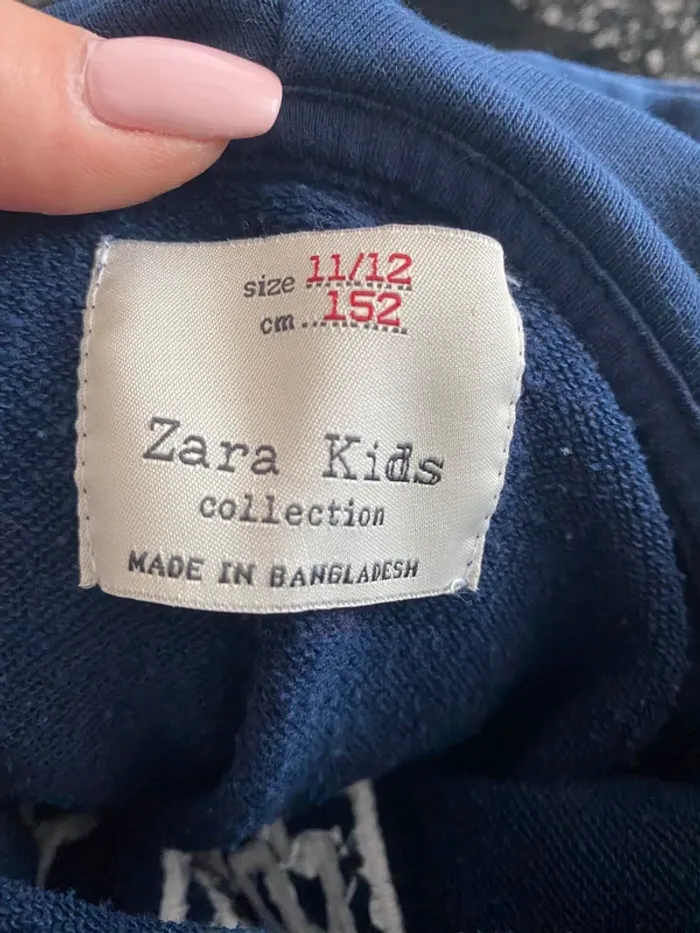 size 11/12
cm...152
Zara Kids
collection
MADE IN BANGLADESH